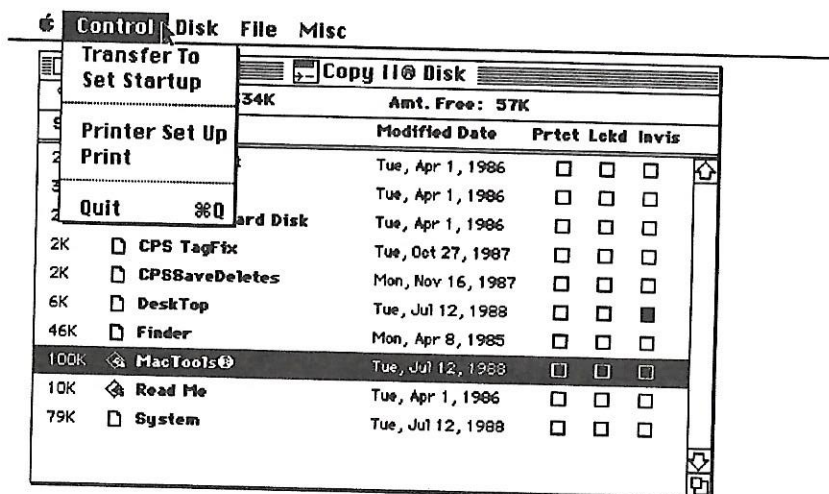 Control Disk File Misc
Transfer To
Set Startup
Printer Set Up
Print
Quit ⌘Q
Copy II® Disk
34K Amt. Free: 57K
Modified Date Prtct Lckd Invis
Tue, Apr 1, 1986
Tue, Apr 1, 1986
ard Disk Tue, Apr 1, 1986
2K CPS TagFix Tue, Oct 27, 1987
2K CPSSaveDeletes Mon, Nov 16, 1987
6K DeskTop Tue, Jul 12, 1988
46K Finder Mon, Apr 8, 1985
100K MacTools® Tue, Jul 12, 1988
10K Read Me Tue, Apr 1, 1986
79K System Tue, Jul 12, 1988